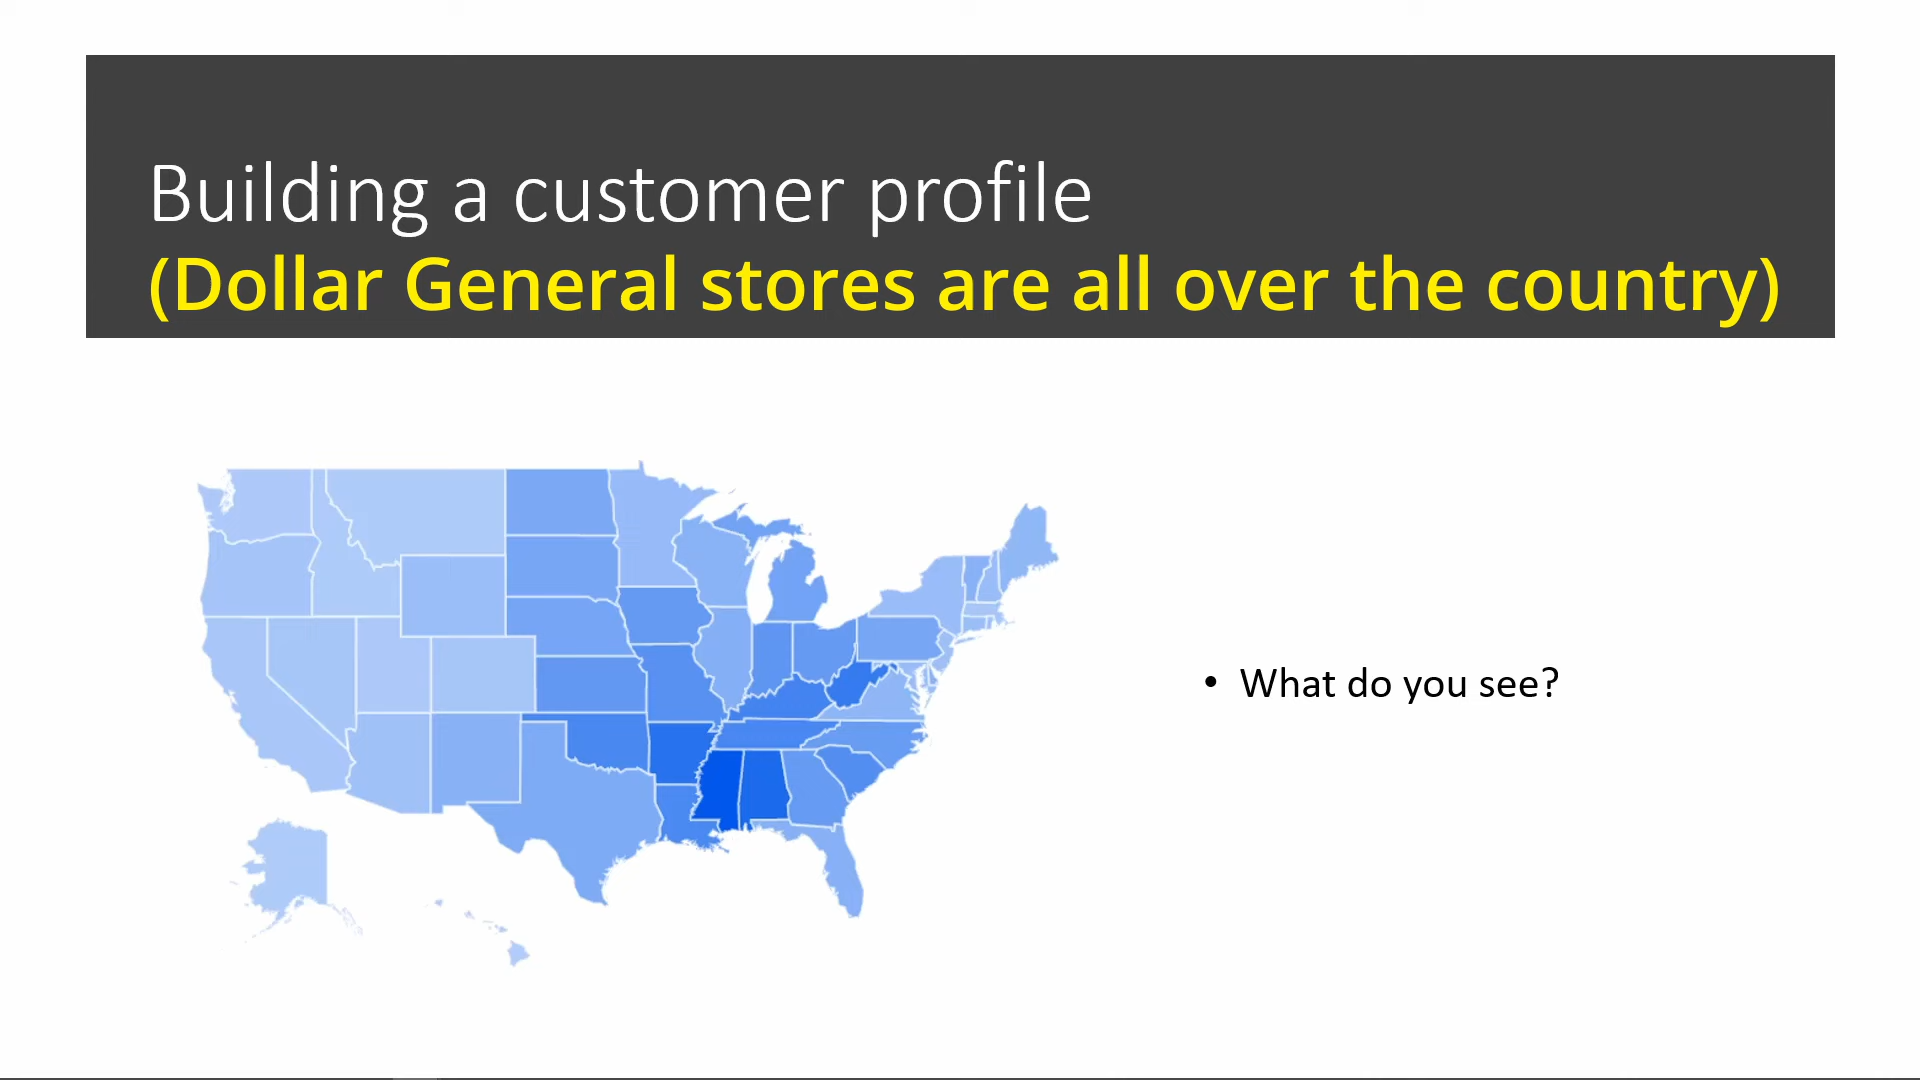 Building a customer profile
(Dollar General stores are all over the country)
• What do you see?